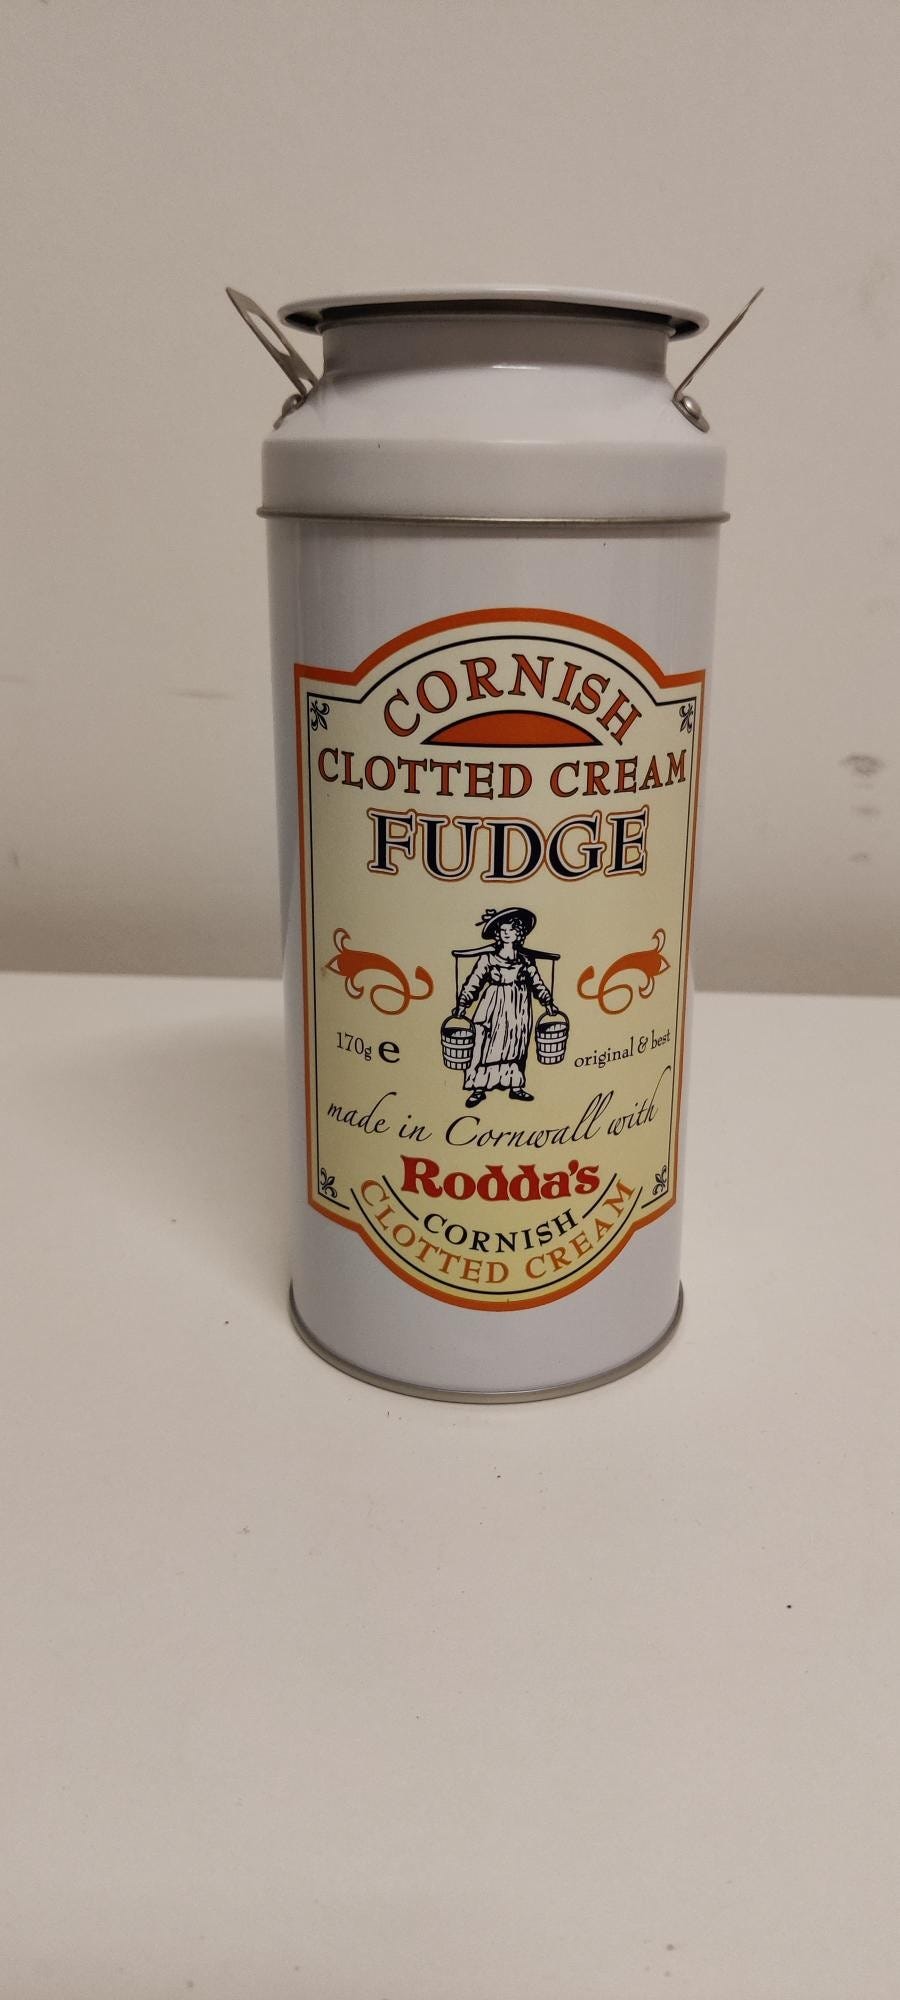 CORNISH
CLOTTED CREAM
FUDGE
170g e
original & best
made in Cornwall with
Rodda's
CORNISH
CLOTTED CREAM